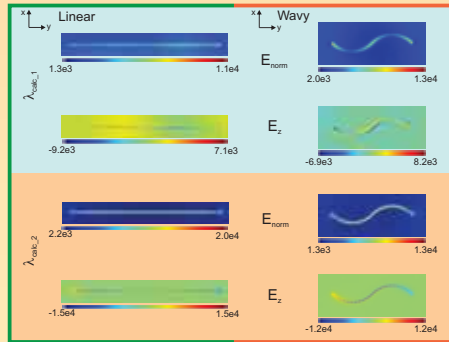 x
y
Linear
x
y
Wavy
λcalc_1
1.3e3
1.1e4
Enorm
2.0e3
1.3e4
-9.2e3
7.1e3
Ez
-6.9e3
8.2e3
λcalc_2
2.2e3
2.0e4
Enorm
1.3e3
1.3e4
-1.5e4
1.5e4
Ez
-1.2e4
1.2e4